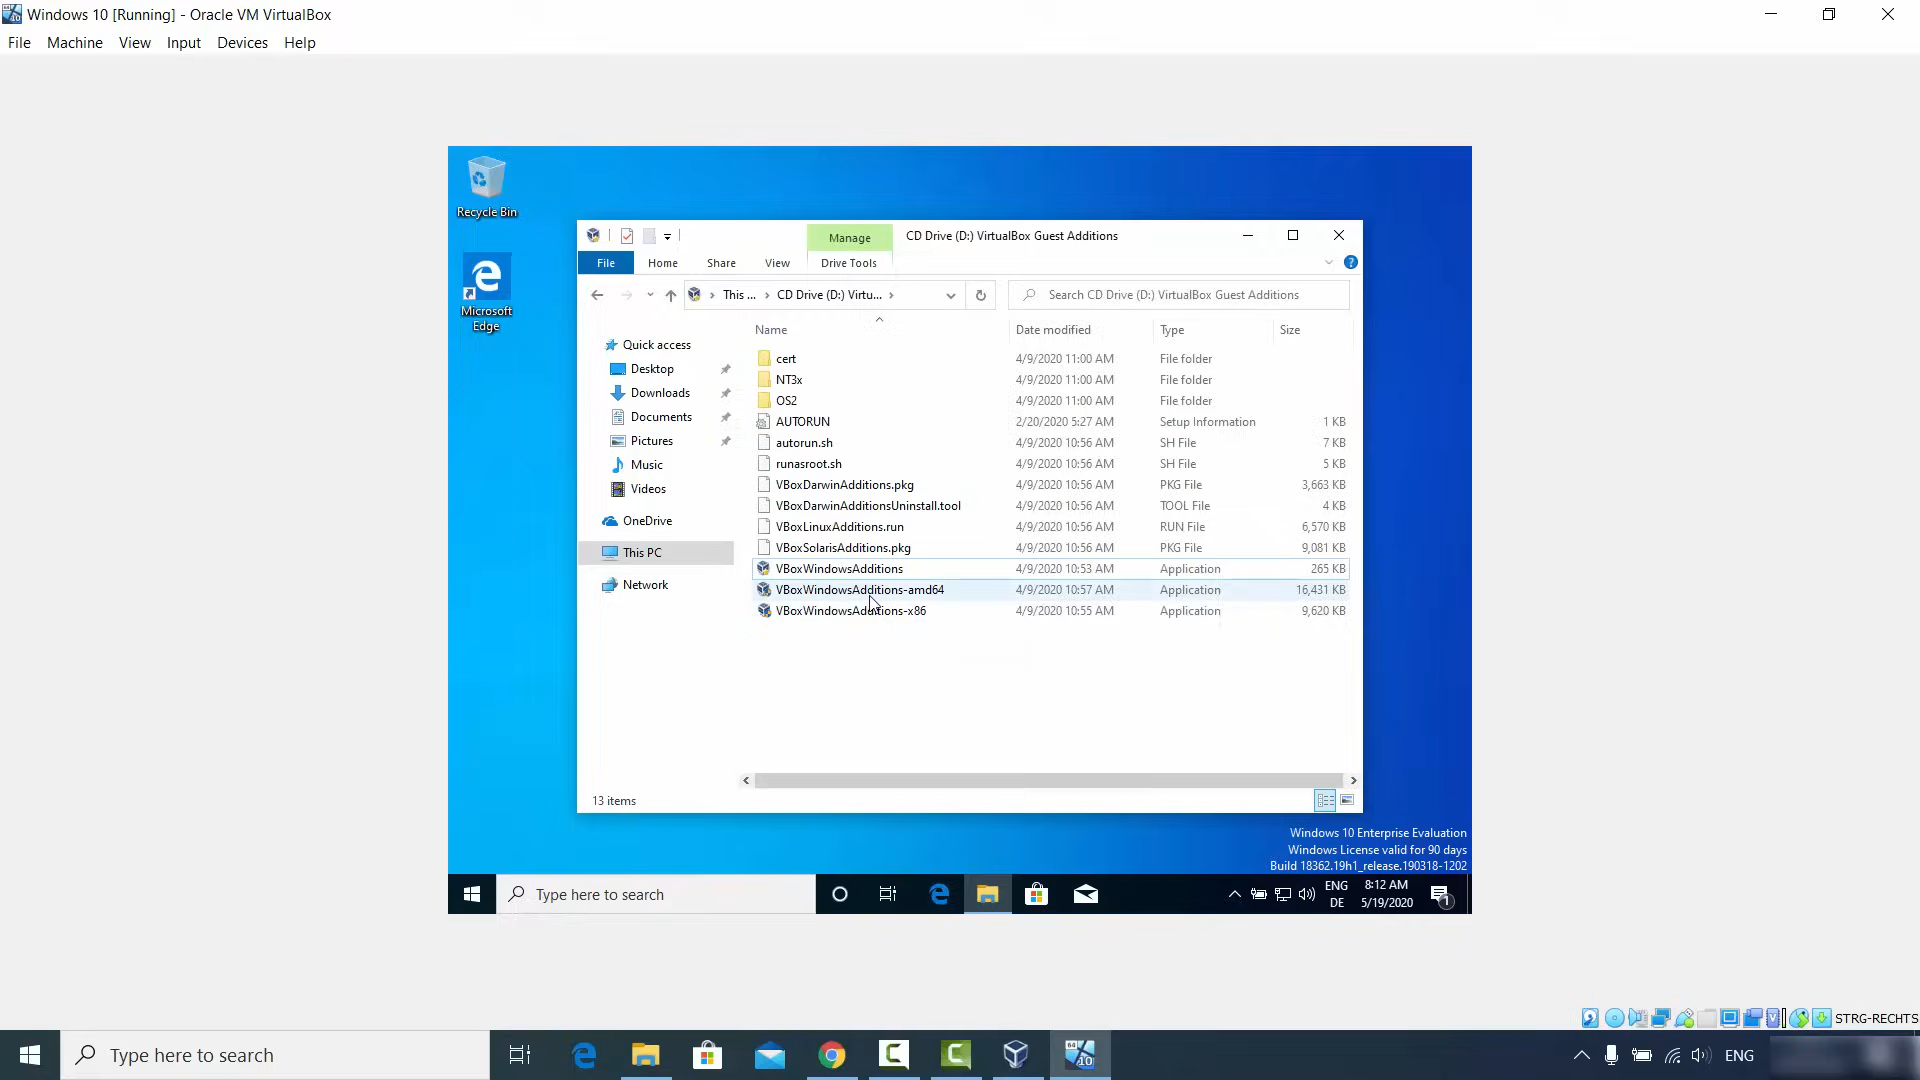 Windows 10 [Running] - Oracle VM VirtualBox
File Machine View Input Devices Help
Recycle Bin
Microsoft
Edge
Manage CD Drive (D:) VirtualBox Guest Additions
File Home Share View Drive Tools
This ... CD Drive (D:) Virtu... Search CD Drive (D:) VirtualBox Guest Additions
Name Date modified Type Size
Quick access
Desktop
Downloads
Documents
Pictures
Music
Videos
OneDrive
This PC
Network
cert 4/9/2020 11:00 AM File folder
NT3x 4/9/2020 11:00 AM File folder
OS2 4/9/2020 11:00 AM File folder
AUTORUN 2/20/2020 5:27 AM Setup Information 1 KB
autorun.sh 4/9/2020 10:56 AM SH File 7 KB
runasroot.sh 4/9/2020 10:56 AM SH File 5 KB
VBoxDarwinAdditions.pkg 4/9/2020 10:56 AM PKG File 3,663 KB
VBoxDarwinAdditionsUninstall.tool 4/9/2020 10:56 AM TOOL File 4 KB
VBoxLinuxAdditions.run 4/9/2020 10:56 AM RUN File 6,570 KB
VBoxSolarisAdditions.pkg 4/9/2020 10:56 AM PKG File 9,081 KB
VBoxWindowsAdditions 4/9/2020 10:53 AM Application 265 KB
VBoxWindowsAdditions-amd64 4/9/2020 10:57 AM Application 16,431 KB
VBoxWindowsAdditions-x86 4/9/2020 10:55 AM Application 9,620 KB
13 items
Windows 10 Enterprise Evaluation
Windows License valid for 90 days
Build 18362.19h1_release.190318-1202
Type here to search
ENG
DE
8:12 AM
5/19/2020
1
STRG-RECHTS
Type here to search
64
10
ENG